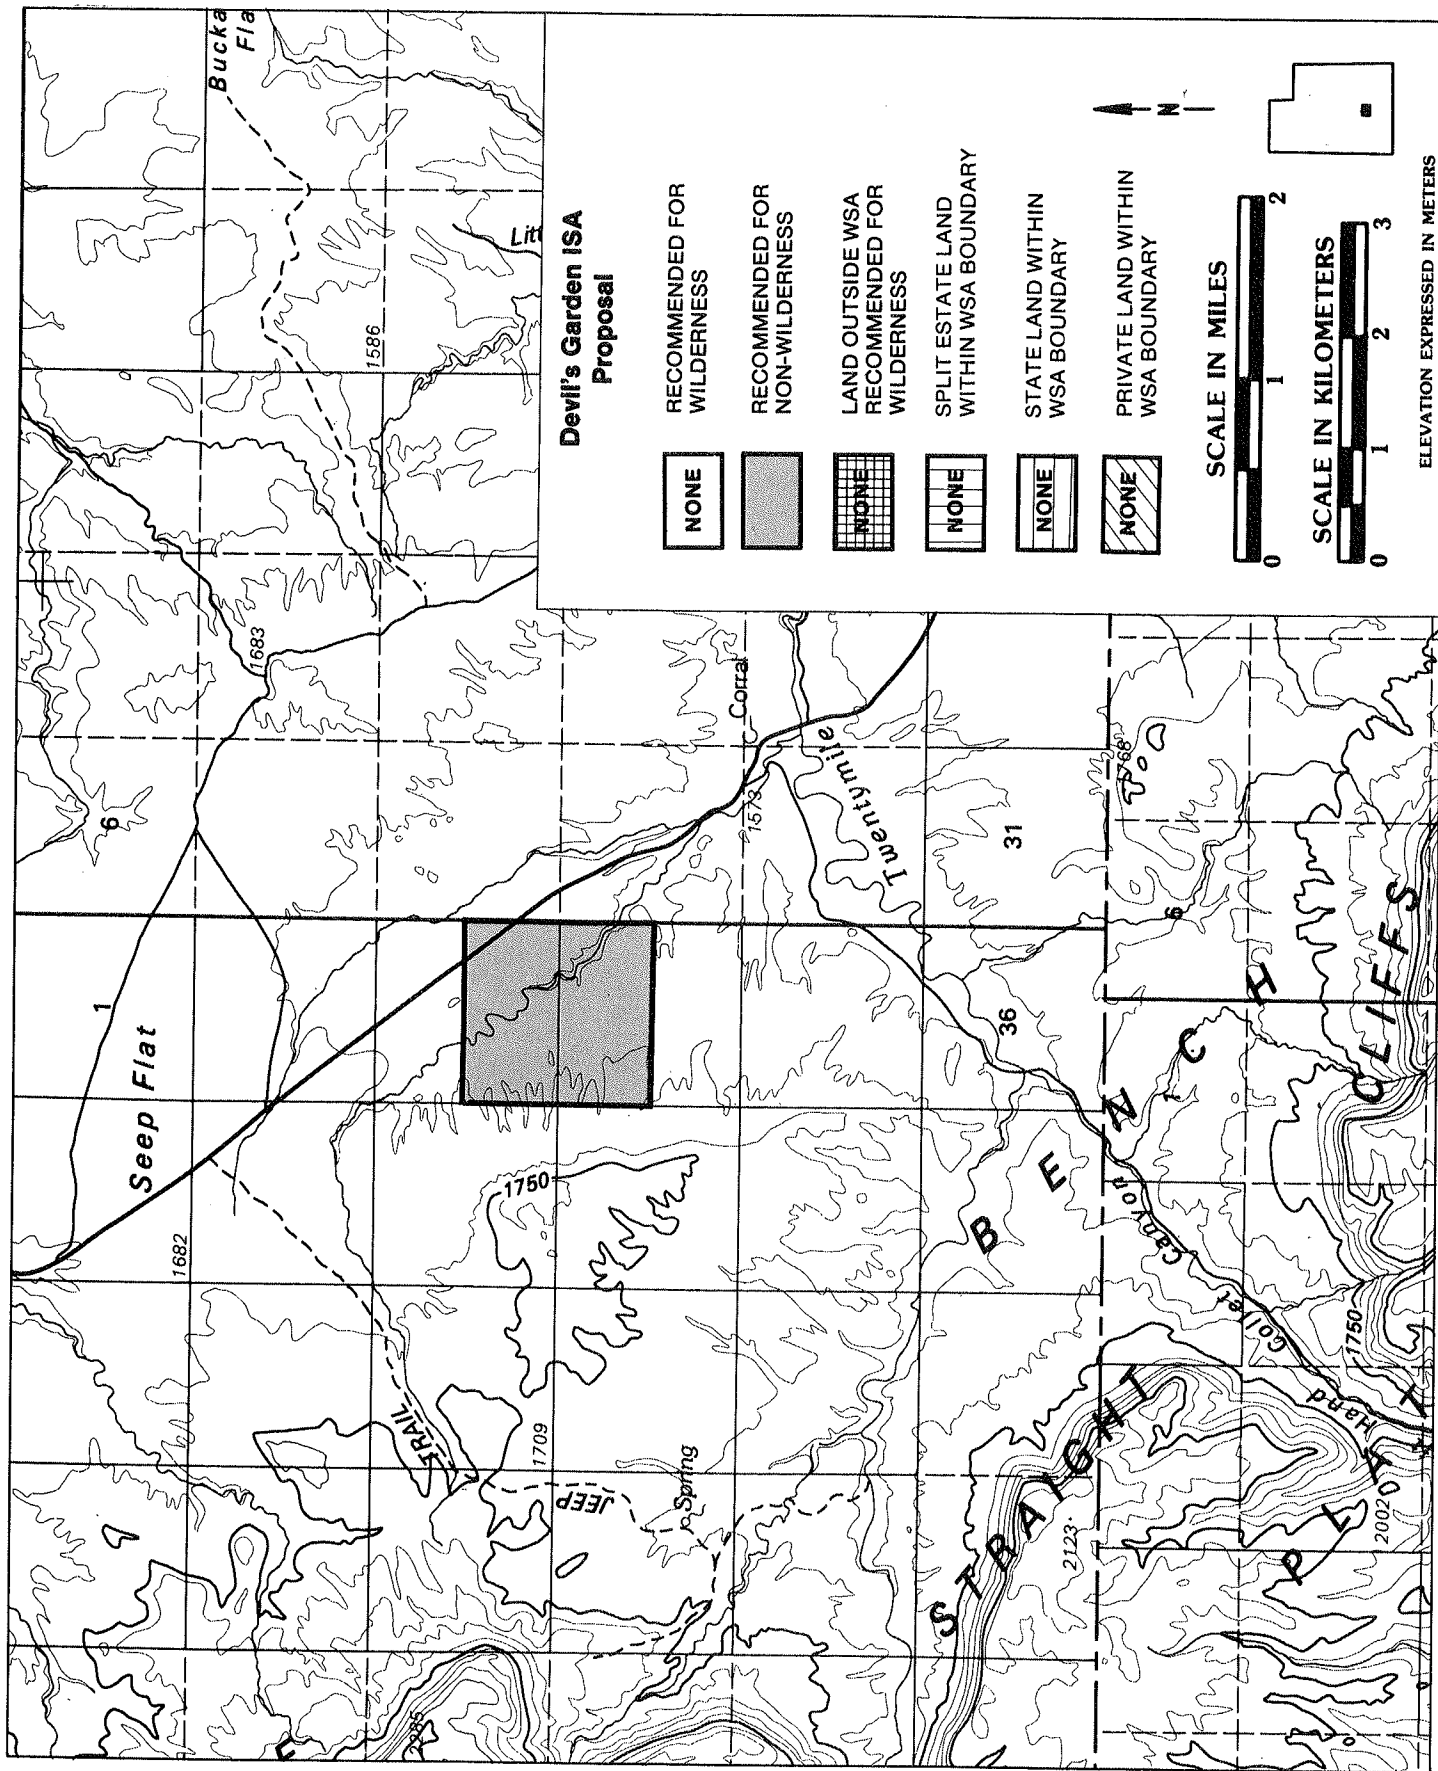 Bucka
Fla
1586
Litt
1683
6
1
Seep Flat
1682
1573
Corral
Twentymile
31
1768
6
36
1
1750
TRAIL
1709
JEEP
Spring
STRAIGHT
BENCH
CLIFFS
Collet
Canyon
Hand
1750
2123
2002
PLAT
Devil's Garden ISA
Proposal
NONE
RECOMMENDED FOR
WILDERNESS
RECOMMENDED FOR
NON-WILDERNESS
NONE
LAND OUTSIDE WSA
RECOMMENDED FOR
WILDERNESS
NONE
SPLIT ESTATE LAND
WITHIN WSA BOUNDARY
NONE
STATE LAND WITHIN
WSA BOUNDARY
NONE
PRIVATE LAND WITHIN
WSA BOUNDARY
N
SCALE IN MILES
0 1 2
SCALE IN KILOMETERS
0 1 2 3
ELEVATION EXPRESSED IN METERS